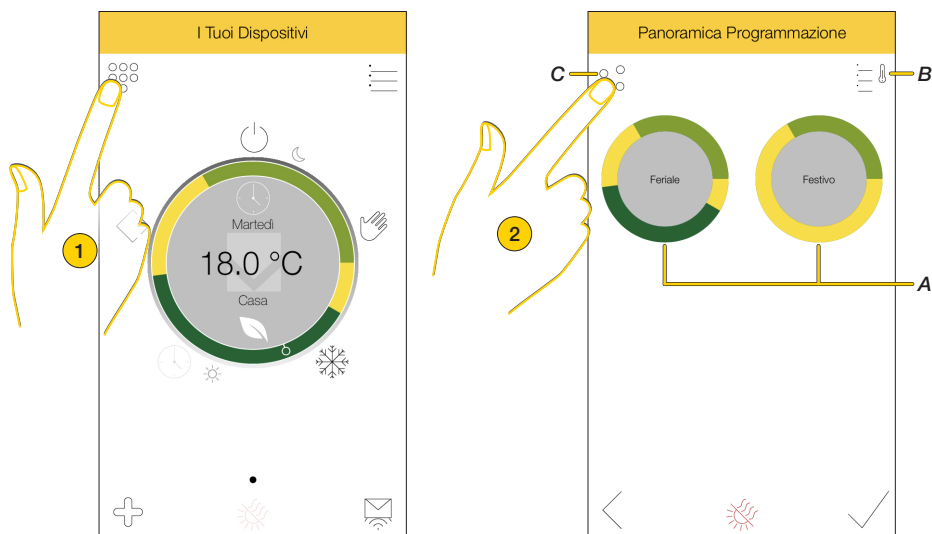 I Tuoi Dispositivi
Martedì
18.0 °C
Casa
1
Panoramica Programmazione
C
B
Feriale
Festivo
2
A